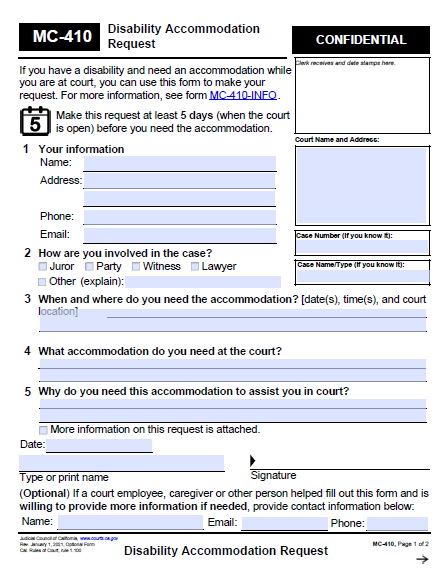 MC-410
Disability Accommodation
Request
CONFIDENTIAL
Clerk receives and date stamps here.
If you have a disability and need an accommodation while
you are at court, you can use this form to make your
request. For more information, see form MC-410-INFO.
5
Make this request at least 5 days (when the court
is open) before you need the accommodation.
Court Name and Address:
1 Your information
Name:
Address:
Phone:
Email:
Case Number (if you know it):
Case Name/Type (if you know it):
2 How are you involved in the case?
Juror Party Witness Lawyer
Other (explain):
3 When and where do you need the accommodation? [date(s), time(s), and court
location]
4 What accommodation do you need at the court?
5 Why do you need this accommodation to assist you in court?
More information on this request is attached.
Date:
Type or print name
Signature
(Optional) If a court employee, caregiver or other person helped fill out this form and is
willing to provide more information if needed, provide contact information below:
Name: Email: Phone:
Judicial Council of California, www.courts.ca.gov
Rev. January 1, 2021, Optional Form
Cal. Rules of Court, rule 1.100
Disability Accommodation Request
MC-410, Page 1 of 2